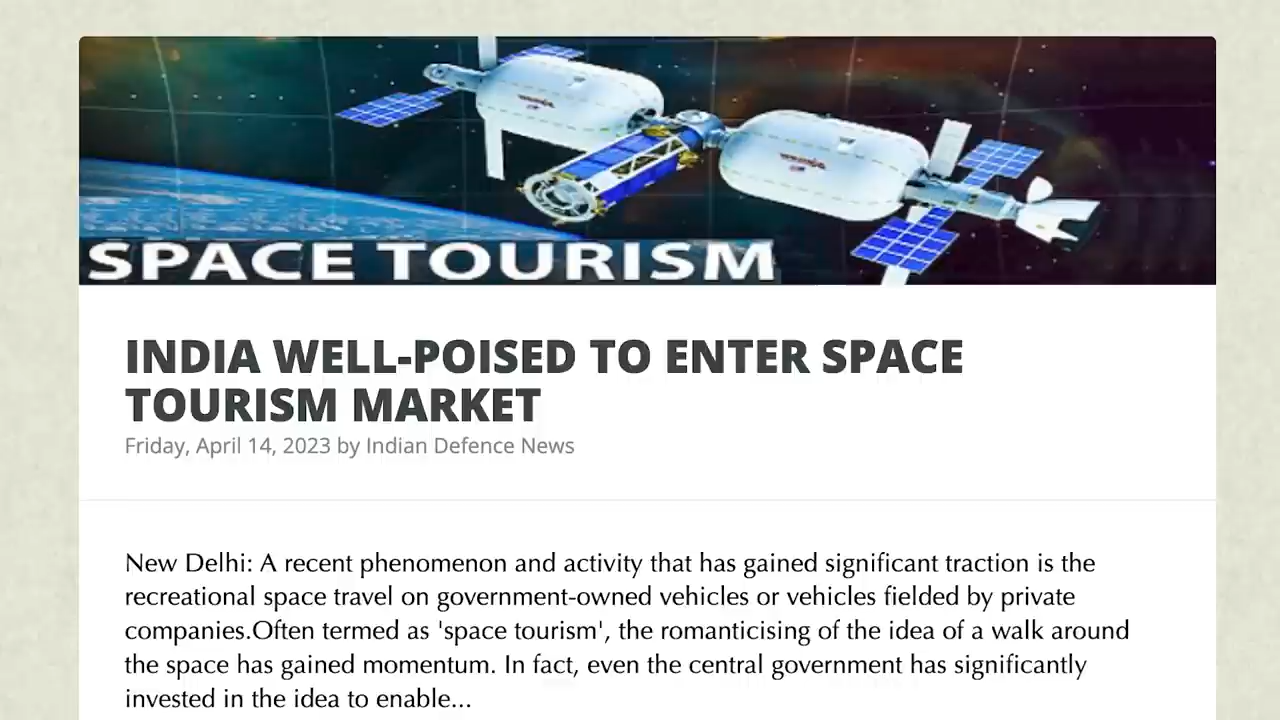 SPACE TOURISM
INDIA WELL-POISED TO ENTER SPACE
TOURISM MARKET
Friday, April 14, 2023 by Indian Defence News
New Delhi: A recent phenomenon and activity that has gained significant traction is the
recreational space travel on government-owned vehicles or vehicles fielded by private
companies.Often termed as 'space tourism', the romanticising of the idea of a walk around
the space has gained momentum. In fact, even the central government has significantly
invested in the idea to enable...